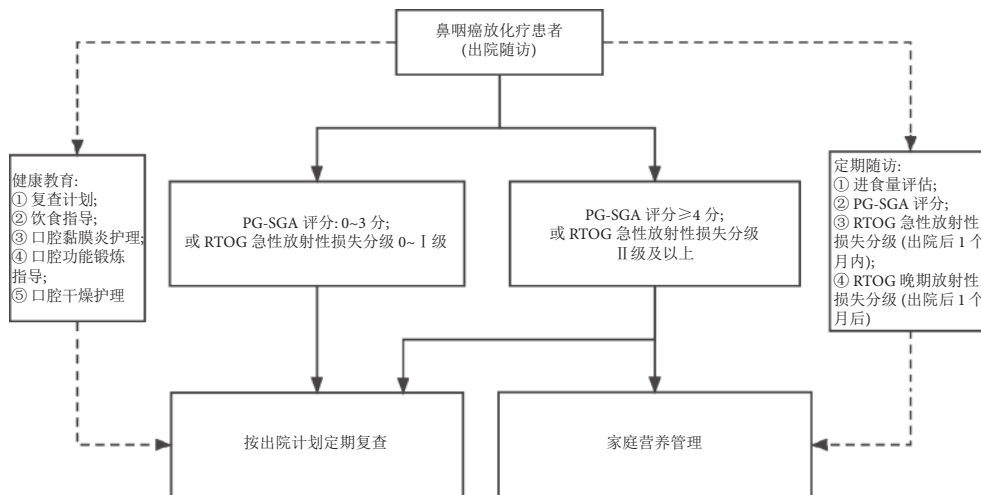 鼻咽癌放化疗患者
(出院随访)
健康教育:
① 复查计划;
② 饮食指导;
③ 口腔黏膜炎护理;
④ 口腔功能锻炼
指导;
⑤ 口腔干燥护理
PG-SGA 评分: 0~3 分;
或 RTOG 急性放射性损失分级 0~Ⅰ级
PG-SGA 评分≥4 分;
或 RTOG 急性放射性损失分级
Ⅱ级及以上
定期随访:
① 进食量评估;
② PG-SGA 评分;
③ RTOG 急性放射性
损失分级 (出院后 1 个
月内);
④ RTOG 晚期放射性
损失分级 (出院后 1 个
月后)
按出院计划定期复查
家庭营养管理